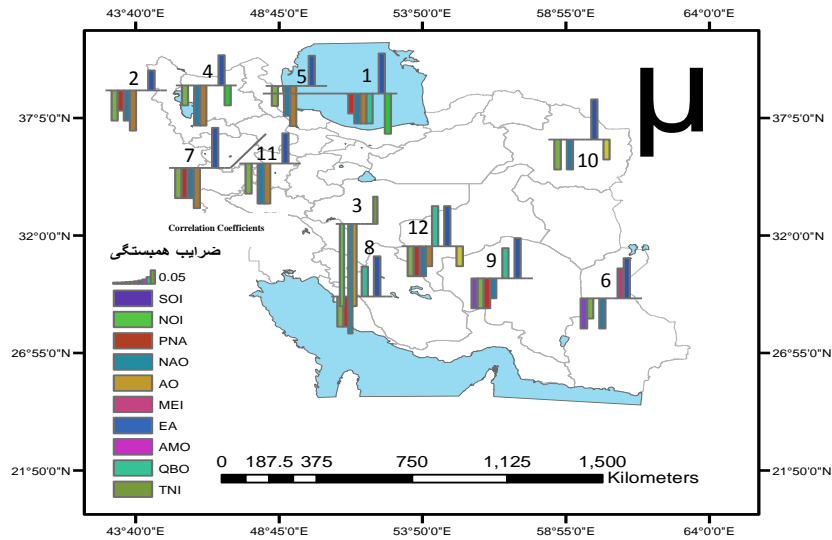 43°40'0"E 48°45'0"E 53°50'0"E 58°55'0"E 64°0'0"E
37°5'0"N 37°5'0"N
32°0'0"N 32°0'0"N
26°55'0"N 26°55'0"N
21°50'0"N 21°50'0"N
µ
2
4
5
1
7
11
10
3
12
8
9
6
Correlation Coefficients
ضرایب همبستگی
0.05
SOI
NOI
PNA
NAO
AO
MEI
EA
AMO
QBO
TNI
0 187.5 375 750 1,125 1,500
Kilometers
43°40'0"E 48°45'0"E 53°50'0"E 58°55'0"E 64°0'0"E